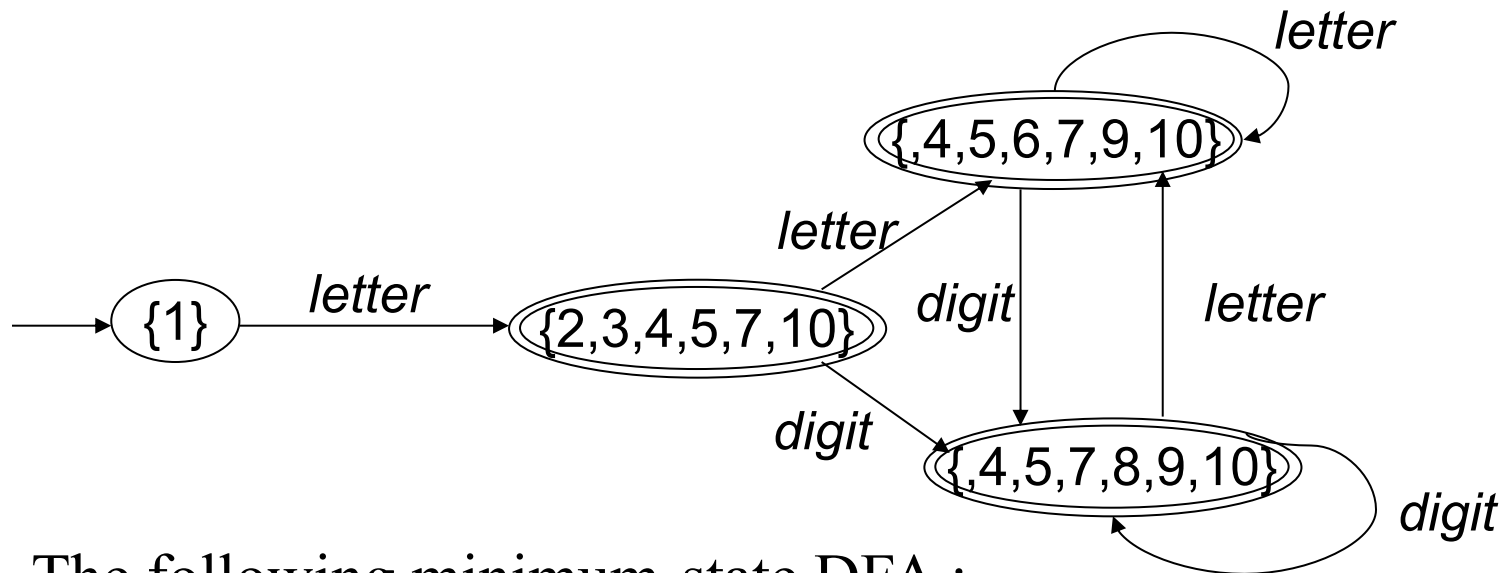 letter
{,4,5,6,7,9,10}
letter
{1}
letter
{2,3,4,5,7,10}
digit
letter
digit
{,4,5,7,8,9,10}
digit
The following minimum-state DFA :